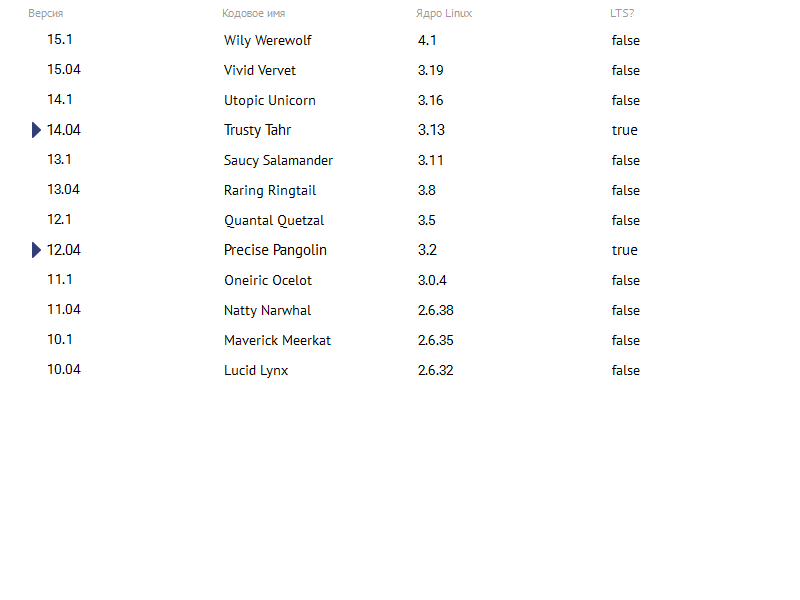 Версия Кодовое имя Ядро Linux LTS?
15.1 Wily Werewolf 4.1 false
15.04 Vivid Vervet 3.19 false
14.1 Utopic Unicorn 3.16 false
14.04 Trusty Tahr 3.13 true
13.1 Saucy Salamander 3.11 false
13.04 Raring Ringtail 3.8 false
12.1 Quantal Quetzal 3.5 false
12.04 Precise Pangolin 3.2 true
11.1 Oneiric Ocelot 3.0.4 false
11.04 Natty Narwhal 2.6.38 false
10.1 Maverick Meerkat 2.6.35 false
10.04 Lucid Lynx 2.6.32 false